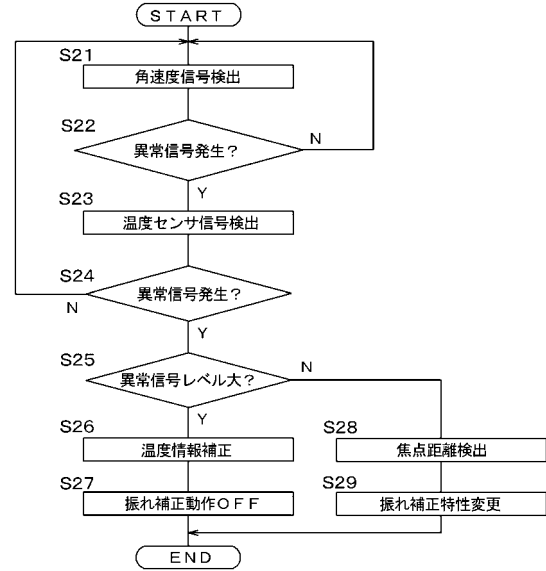 START
S21
角速度信号検出
S22
異常信号発生？
N
Y
S23
温度センサ信号検出
S24
異常信号発生？
N
Y
S25
異常信号レベル大？
N
Y
S26
温度情報補正
S28
焦点距離検出
S27
振れ補正動作ＯＦＦ
S29
振れ補正特性変更
END